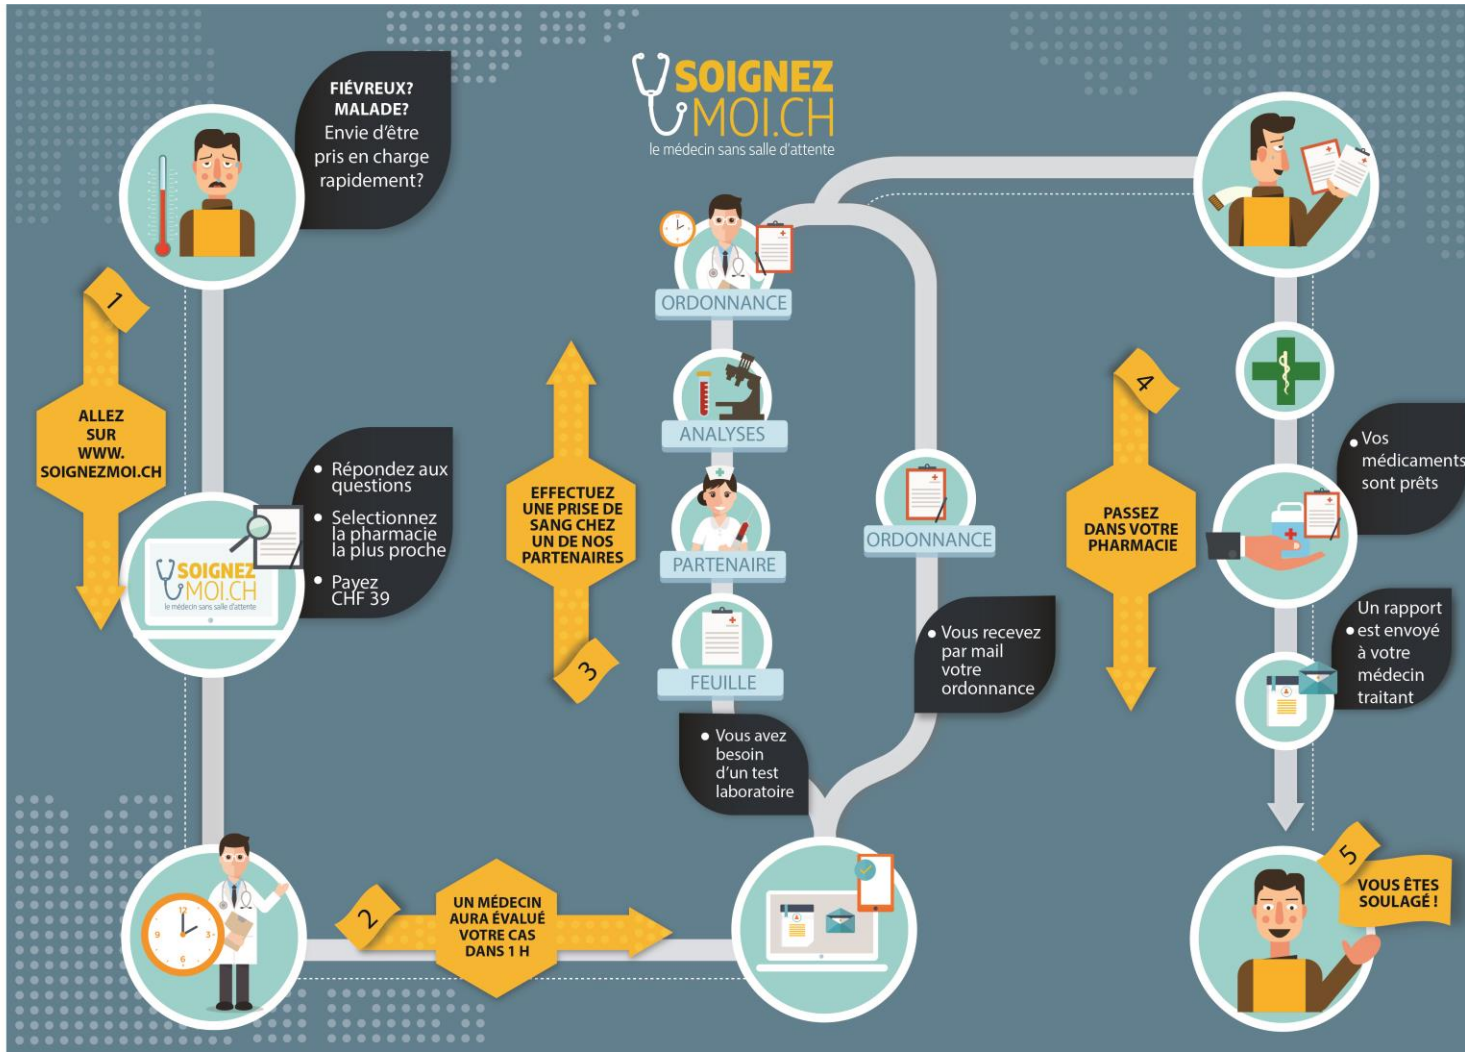 SOIGNEZ
MOI.CH
le médecin sans salle d'attente
FIÉVREUX?
MALADE?
Envie d'être
pris en charge
rapidement?
1
ALLEZ
SUR
WWW.
SOIGNEZMOI.CH
• Répondez aux
questions
• Selectionnez
la pharmacie
la plus proche
• Payez
CHF 39
SOIGNEZ
MOI.CH
le médecin sans salle d'attente
12
3
6
9
2
UN MÉDECIN
AURA ÉVALUÉ
VOTRE CAS
DANS 1 H
3
EFFECTUEZ
UNE PRISE DE
SANG CHEZ
UN DE NOS
PARTENAIRES
ORDONNANCE
ANALYSES
PARTENAIRE
FEUILLE
• Vous avez
besoin
d'un test
laboratoire
ORDONNANCE
• Vous recevez
par mail
votre
ordonnance
4
PASSEZ
DANS VOTRE
PHARMACIE
• Vos
médicaments
sont prêts
Un rapport
• est envoyé
à votre
médecin
traitant
5
VOUS ÊTES
SOULAGÉ !